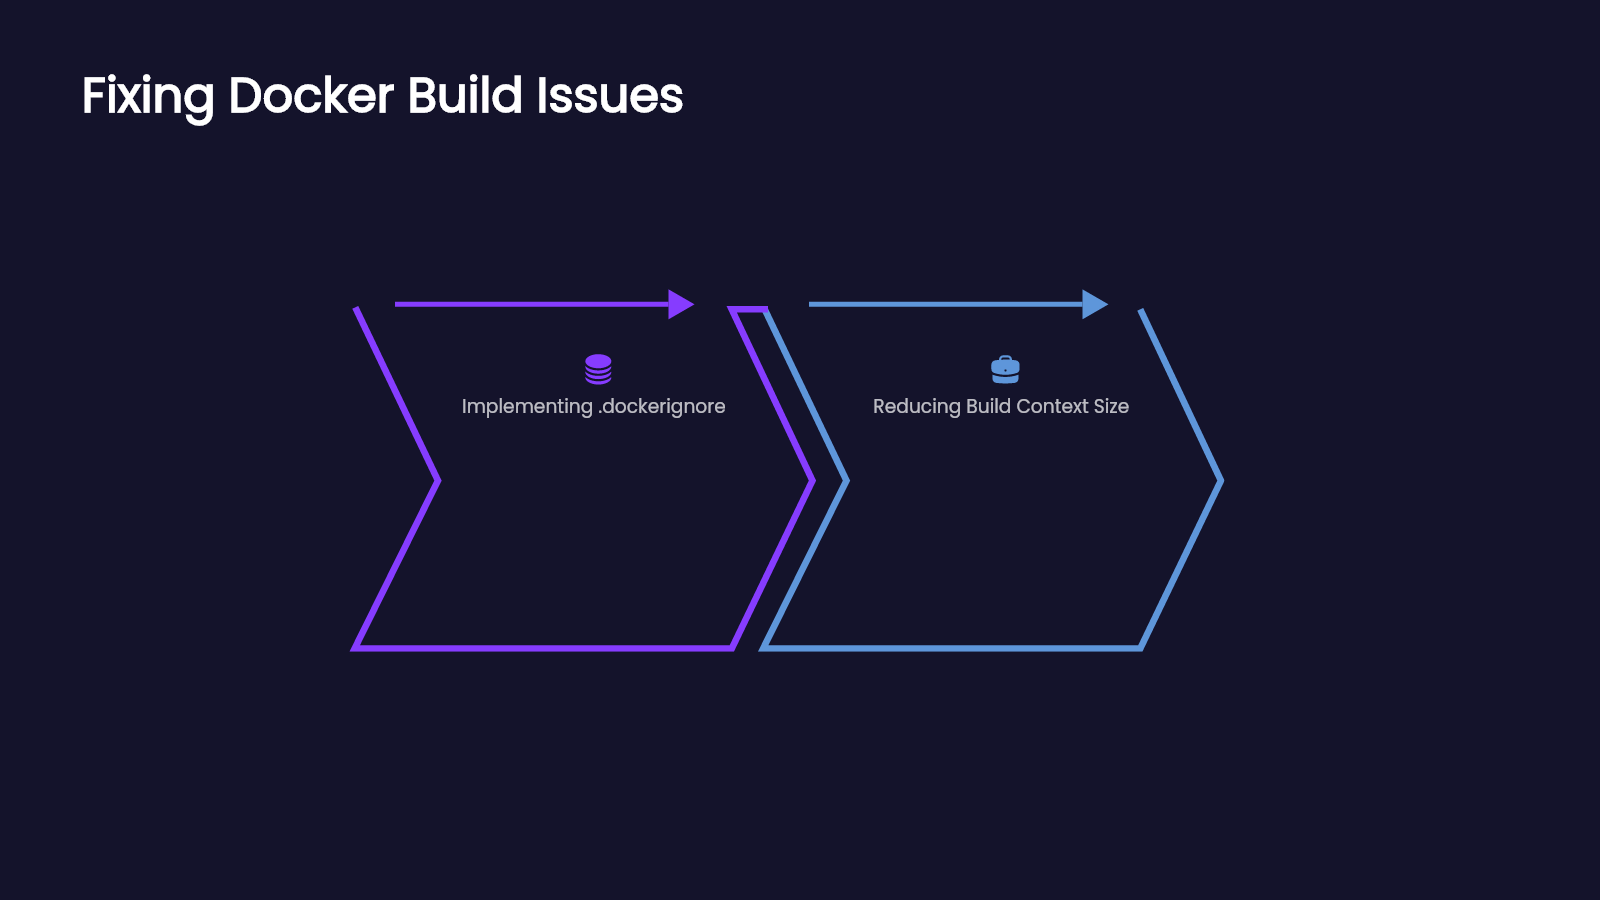 Fixing Docker Build Issues
Implementing .dockerignore
Reducing Build Context Size